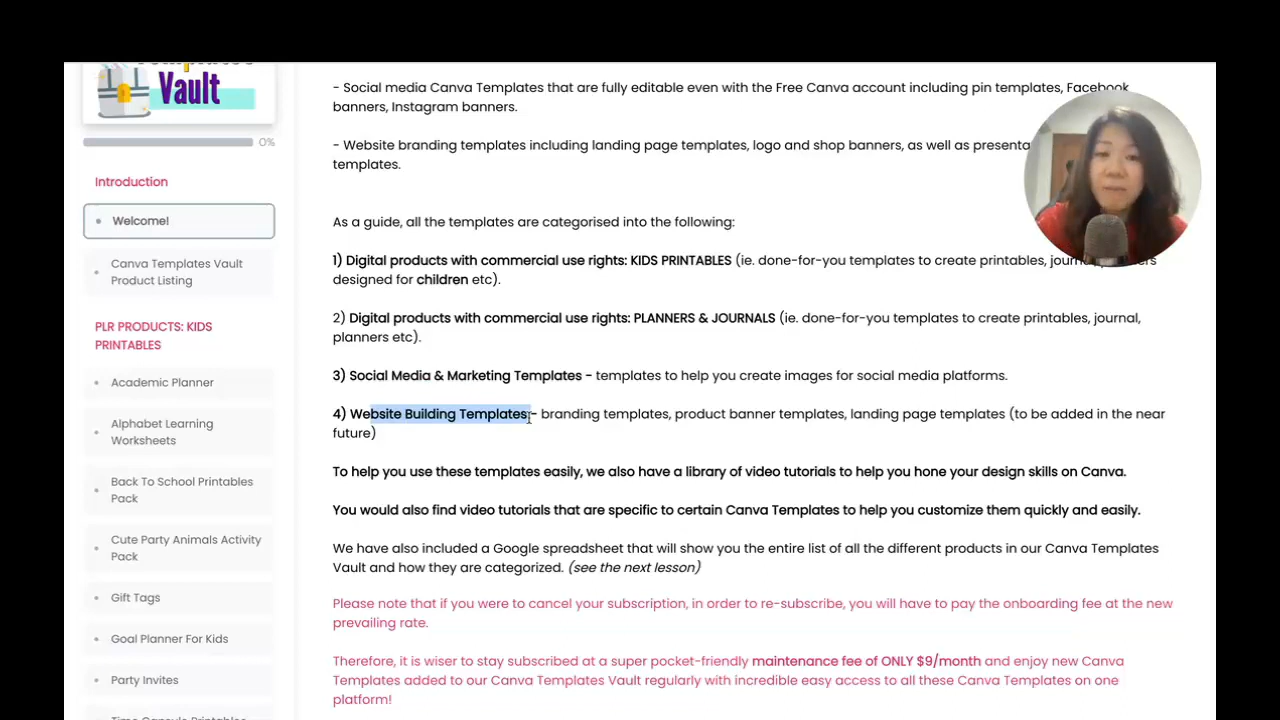 Vault
0%
Introduction
Welcome!
Canva Templates Vault
Product Listing
PLR PRODUCTS: KIDS
PRINTABLES
Academic Planner
Alphabet Learning
Worksheets
Back To School Printables
Pack
Cute Party Animals Activity
Pack
Gift Tags
Goal Planner For Kids
Party Invites
- Social media Canva Templates that are fully editable even with the Free Canva account including pin templates, Facebook
banners, Instagram banners.
- Website branding templates including landing page templates, logo and shop banners, as well as
templates.
As a guide, all the templates are categorised into the following:
1) Digital products with commercial use rights: KIDS PRINTABLES (ie. done-for-you templates to create printables,
designed for children etc).
2) Digital products with commercial use rights: PLANNERS & JOURNALS (ie. done-for-you templates to create printables, journal,
planners etc).
3) Social Media & Marketing Templates - templates to help you create images for social media platforms.
4) Website Building Templates - branding templates, product banner templates, landing page templates (to be added in the near
future)
To help you use these templates easily, we also have a library of video tutorials to help you hone your design skills on Canva.
You would also find video tutorials that are specific to certain Canva Templates to help you customize them quickly and easily.
We have also included a Google spreadsheet that will show you the entire list of all the different products in our Canva Templates
Vault and how they are categorized. (see the next lesson)
Please note that if you were to cancel your subscription, in order to re-subscribe, you will have to pay the onboarding fee at the new
prevailing rate.
Therefore, it is wiser to stay subscribed at a super pocket-friendly maintenance fee of ONLY $9/month and enjoy new Canva
Templates added to our Canva Templates Vault regularly with incredible easy access to all these Canva Templates on one
platform!